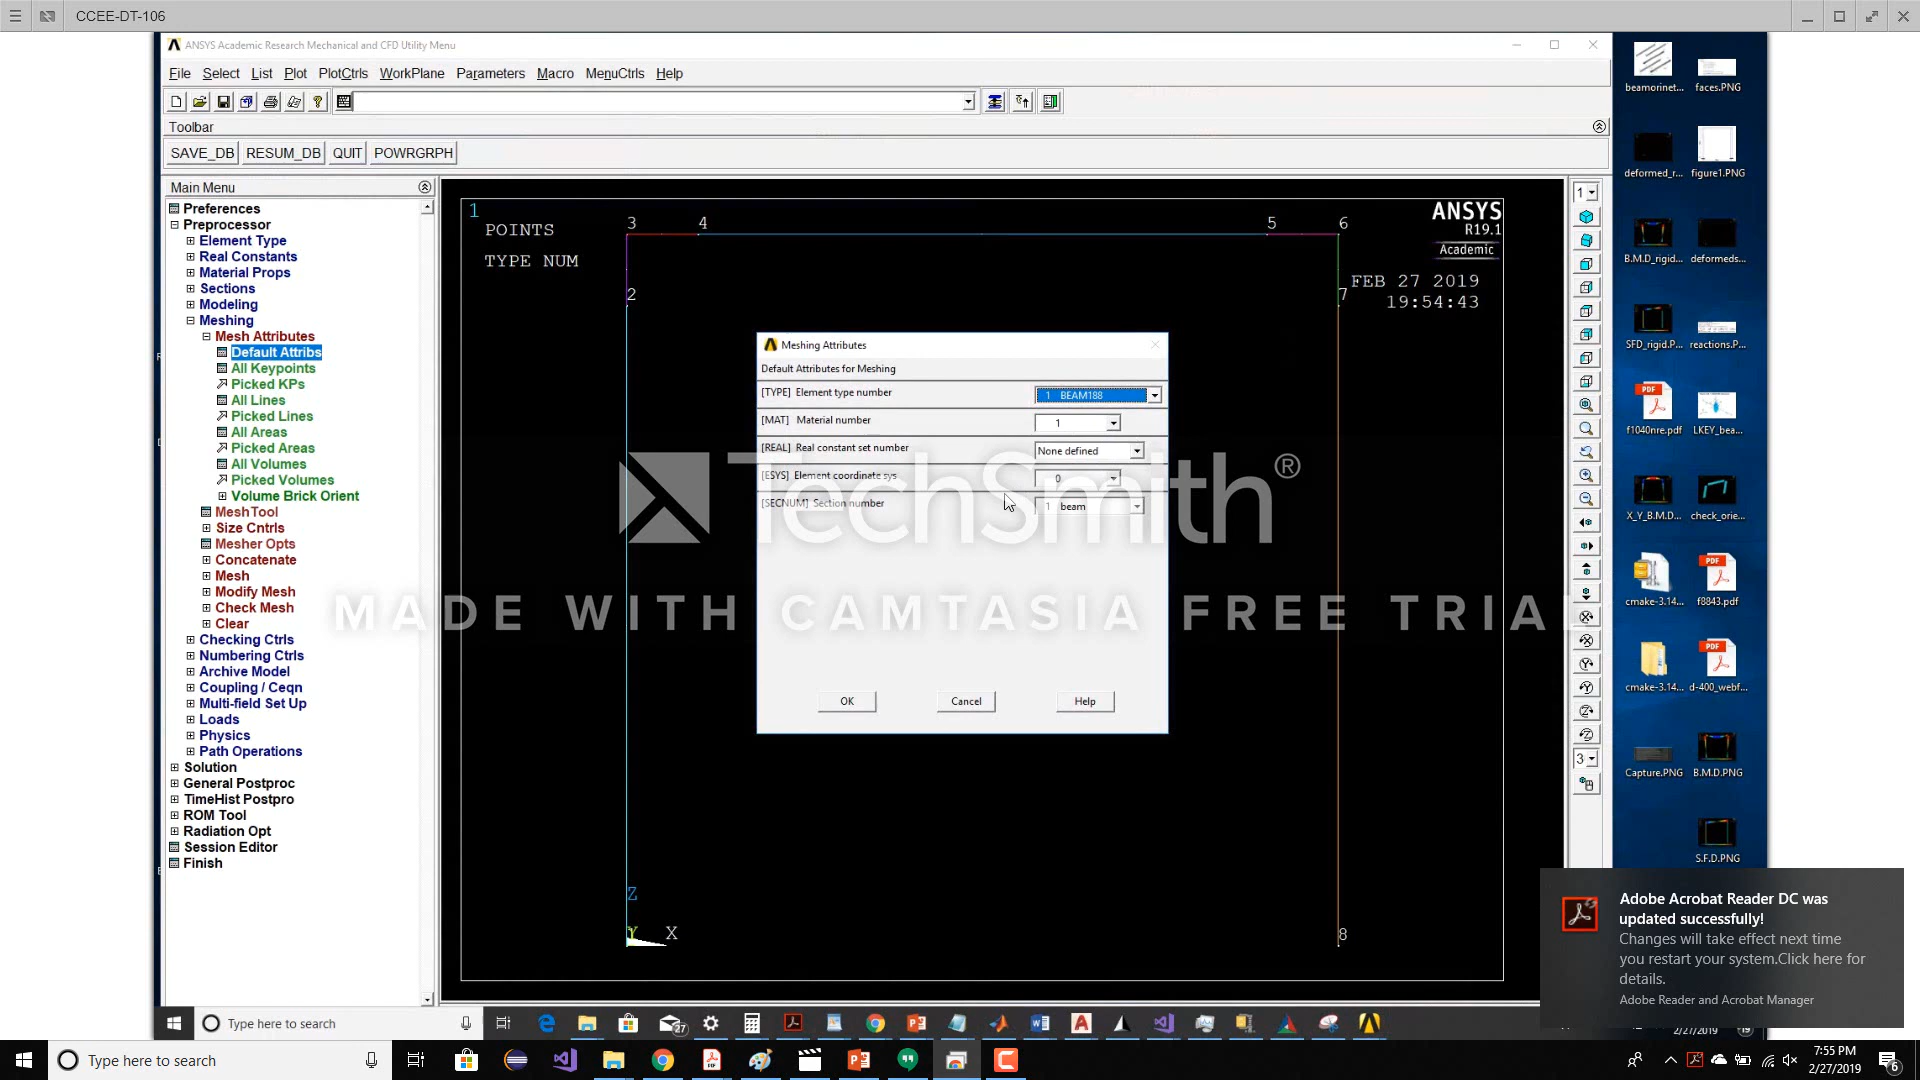 CCEE-DT-106
ANSYS Academic Research Mechanical and CFD Utility Menu
File Select List Plot PlotCtrls WorkPlane Parameters Macro MenuCtrls Help
Toolbar
SAVE_DB RESUM_DB QUIT POWRGRPH
Main Menu
Preferences
Preprocessor
Element Type
Real Constants
Material Props
Sections
Modeling
Meshing
Mesh Attributes
Default Attribs
All Keypoints
Picked KPs
All Lines
Picked Lines
All Areas
Picked Areas
All Volumes
Picked Volumes
Volume Brick Orient
MeshTool
Size Cntrls
Mesher Opts
Concatenate
Mesh
Modify Mesh
Check Mesh
Clear
Checking Ctrls
Numbering Ctrls
Archive Model
Coupling / Ceqn
Multi-field Set Up
Loads
Physics
Path Operations
Solution
General Postproc
TimeHist Postpro
ROM Tool
Radiation Opt
Session Editor
Finish
1
POINTS
TYPE NUM
3 4 5 6
2 7
8
Z
Y X
ANSYS
R19.1
Academic
FEB 27 2019
19:54:43
Meshing Attributes
Default Attributes for Meshing
[TYPE] Element type number 1 BEAM188
[MAT] Material number 1
[REAL] Real constant set number None defined
[ESYS] Element coordinate sys 0
[SECNUM] Section number 1 beam
OK Cancel Help
TechSmith®
MADE WITH CAMTASIA FREE TRIA
1
3
beamorinet... faces.PNG
deformed_r... figure1.PNG
B.M.D_rigid... deformeds...
SFD_rigid.P... reactions.P...
f1040nre.pdf LKEY_bea...
X_Y_B.M.D... check_orie...
cmake-3.14... f8843.pdf
cmake-3.14... d-400_webf...
Capture.PNG B.M.D.PNG
S.F.D.PNG
Adobe Acrobat Reader DC was
updated successfully!
Changes will take effect next time
you restart your system.Click here for
details.
Adobe Reader and Acrobat Manager
Type here to search
27
2/27/2019
Type here to search
7:55 PM
2/27/2019
6